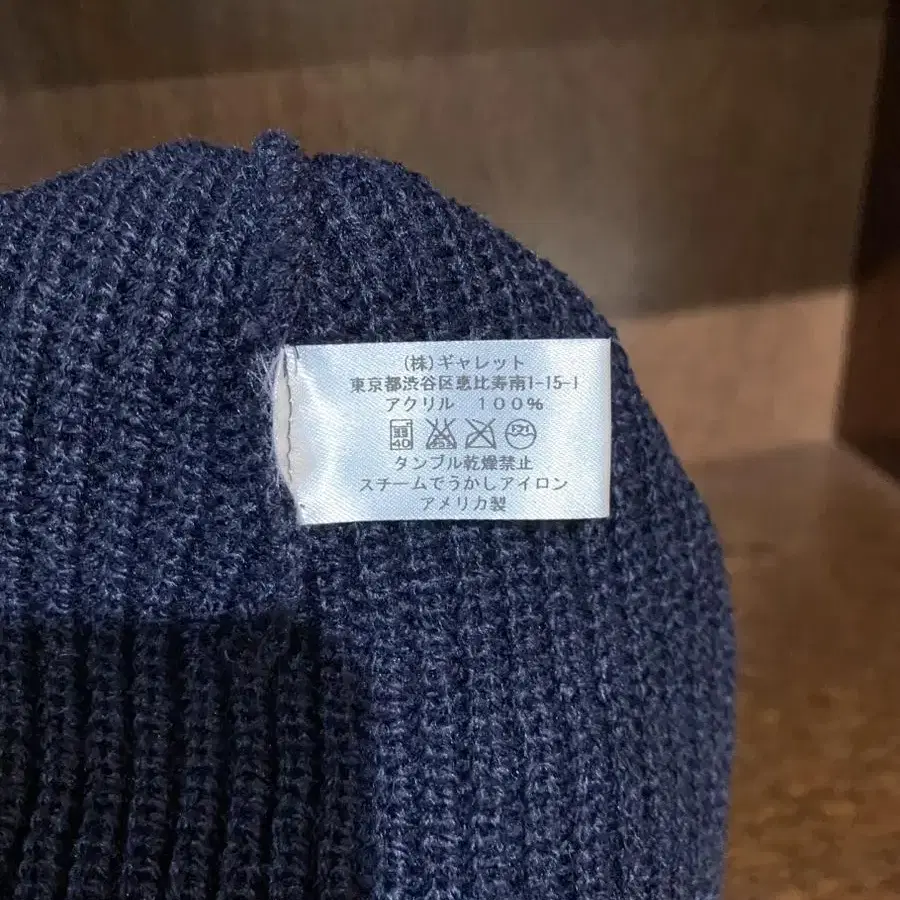 (株)ギャレット
東京都渋谷区恵比寿南1-15-1
アクリル 100%
40
タンブル乾燥禁止
スチームでうかしアイロン
アメリカ製